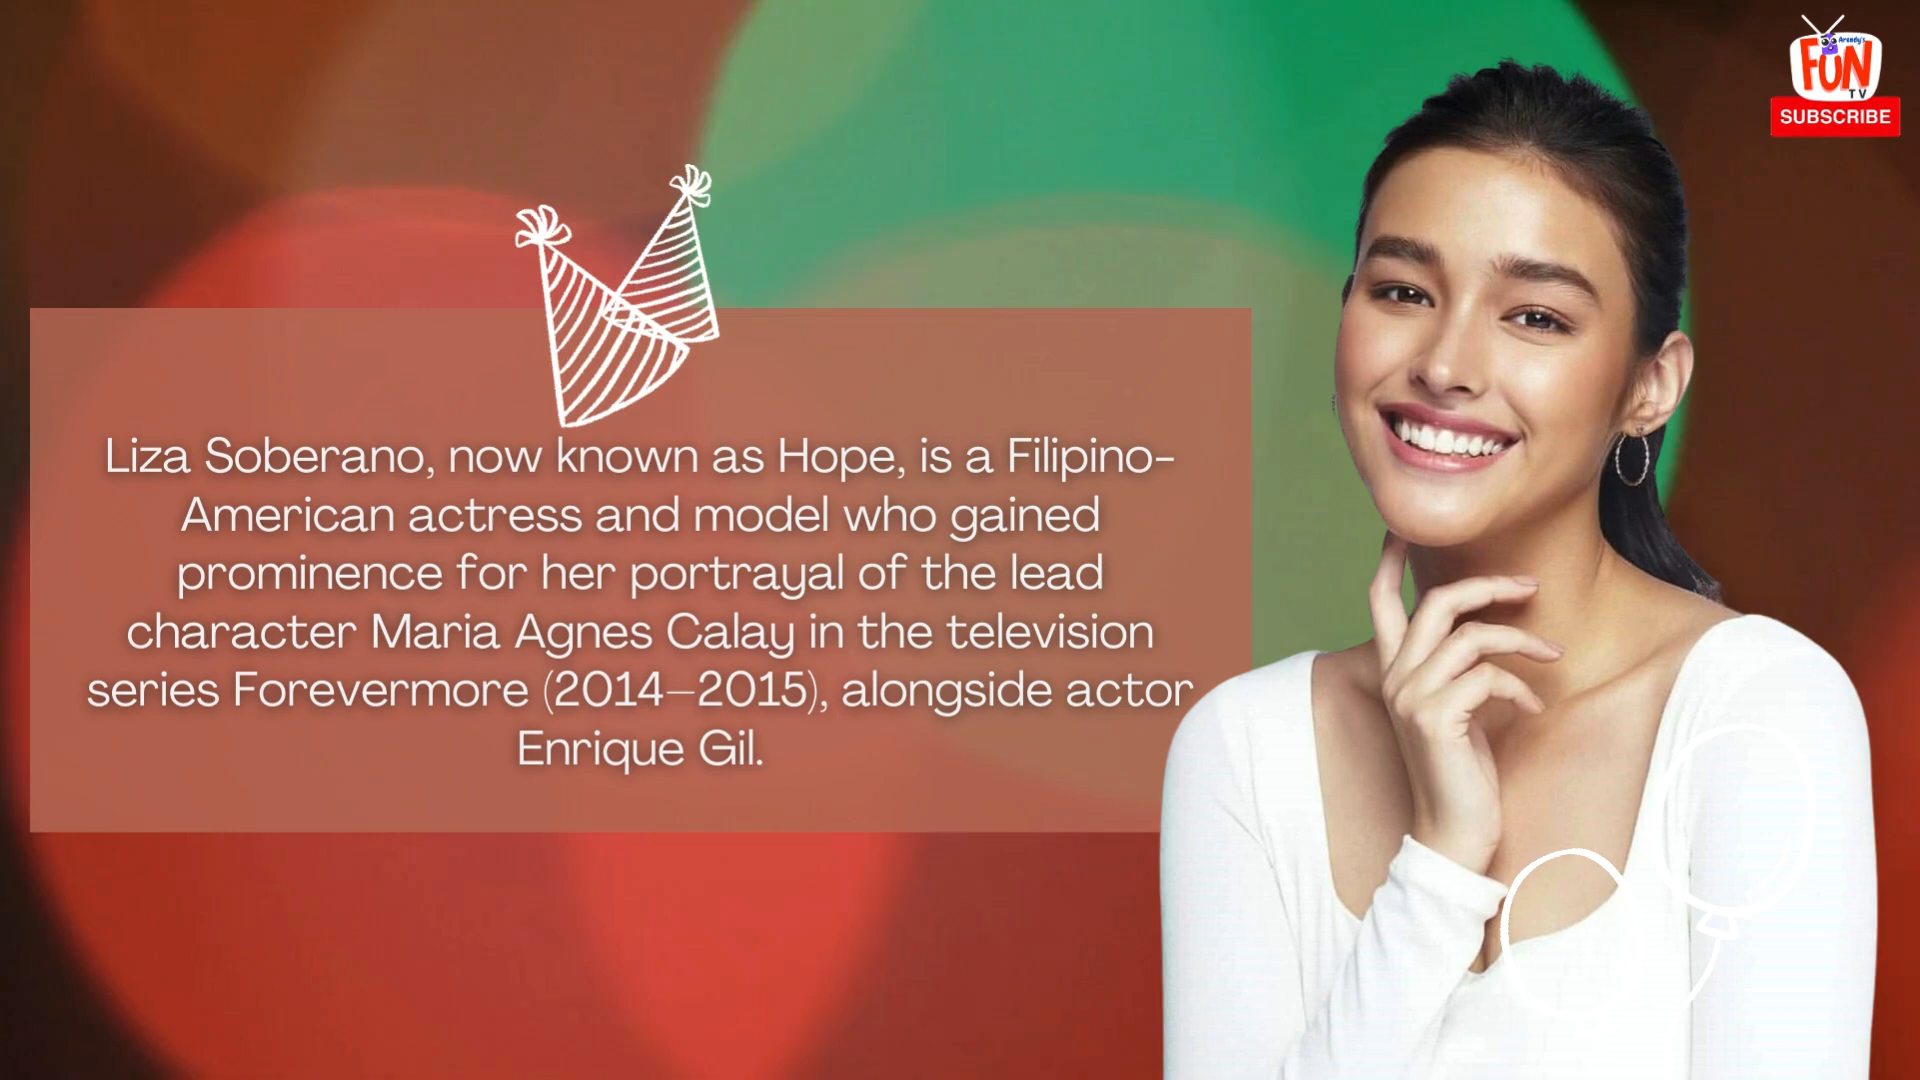 Arandy's
FUN
TV
SUBSCRIBE
Liza Soberano, now known as Hope, is a Filipino-
American actress and model who gained
prominence for her portrayal of the lead
character Maria Agnes Calay in the television
series Forevermore (2014–2015), alongside actor
Enrique Gil.